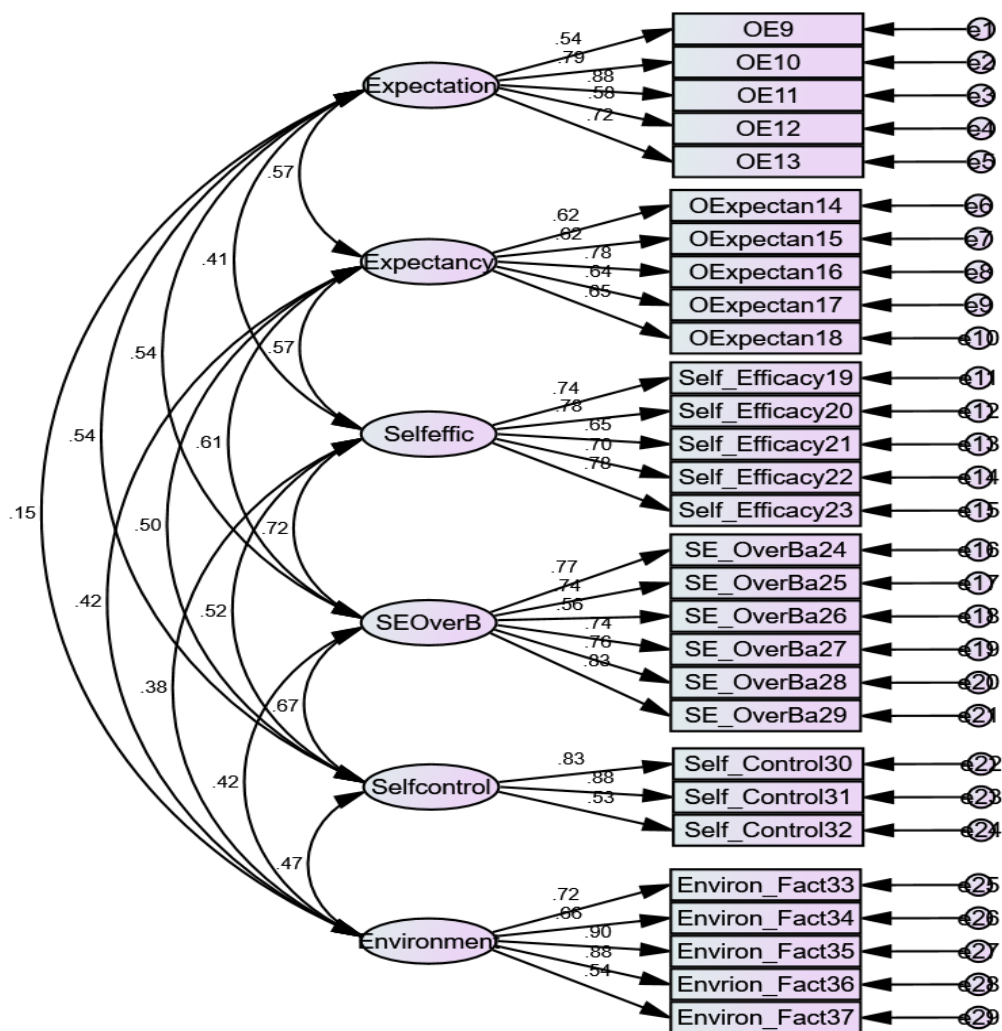 OE9
e1
.54
.79
.88
.58
.72
Expectation
OE10
e2
OE11
e3
OE12
e4
OE13
e5
.57
OExpectan14
e6
.62
.62
.78
.64
.65
Expectancy
OExpectan15
e7
OExpectan16
e8
OExpectan17
e9
OExpectan18
e10
.41
.54
.57
Self_Efficacy19
e11
.74
.78
.65
.70
.78
Selfeffic
Self_Efficacy20
e12
Self_Efficacy21
e13
Self_Efficacy22
e14
Self_Efficacy23
e15
.54
.61
.15
.50
.72
SE_OverBa24
e16
.77
.74
.56
.74
.76
.83
SEOverB
SE_OverBa25
e17
SE_OverBa26
e18
SE_OverBa27
e19
SE_OverBa28
e20
SE_OverBa29
e21
.42
.52
.38
.67
Self_Control30
e22
.83
.88
.53
Selfcontrol
Self_Control31
e23
Self_Control32
e24
.42
.47
Environ_Fact33
e25
.72
.66
.90
.88
.54
Environmen
Environ_Fact34
e26
Environ_Fact35
e27
Envrion_Fact36
e28
Environ_Fact37
e29